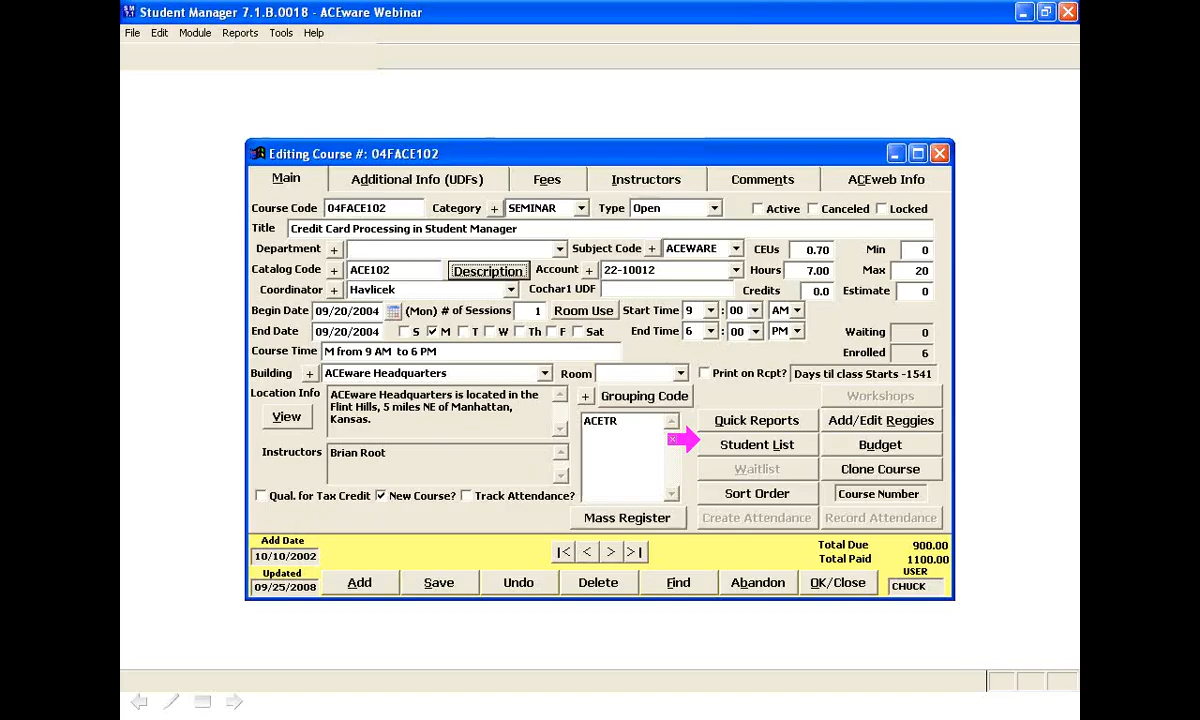 Student Manager 7.1.B.0018 - ACEware Webinar
File Edit Module Reports Tools Help
Editing Course #: 04FACE102
Main Additional Info (UDFs) Fees Instructors Comments ACEweb Info
Course Code 04FACE102 Category + SEMINAR Type Open Active Canceled Locked
Title Credit Card Processing in Student Manager
Department + Subject Code + ACEWARE CEUs 0.70 Min 0
Catalog Code + ACE102 Description Account + 22-10012 Hours 7.00 Max 20
Coordinator + Havlicek Cochar1 UDF Credits 0.0 Estimate 0
Begin Date 09/20/2004 (Mon) # of Sessions 1 Room Use Start Time 9 : 00 AM
End Date 09/20/2004 S M T W Th F Sat End Time 6 : 00 PM Waiting 0
Course Time M from 9 AM to 6 PM Enrolled 6
Building + ACEware Headquarters Room Print on Rcpt? Days til class Starts -1541
Location Info ACEware Headquarters is located in the + Grouping Code Workshops
View Flint Hills, 5 miles NE of Manhattan, ACETR Quick Reports Add/Edit Reggies
Kansas. Student List Budget
Instructors Brian Root Waitlist Clone Course
Qual. for Tax Credit New Course? Track Attendance? Sort Order Course Number
Mass Register Create Attendance Record Attendance
Add Date |< < > >| Total Due 900.00
10/10/2002 Total Paid 1100.00
Updated Add Save Undo Delete Find Abandon OK/Close USER
09/25/2008 CHUCK